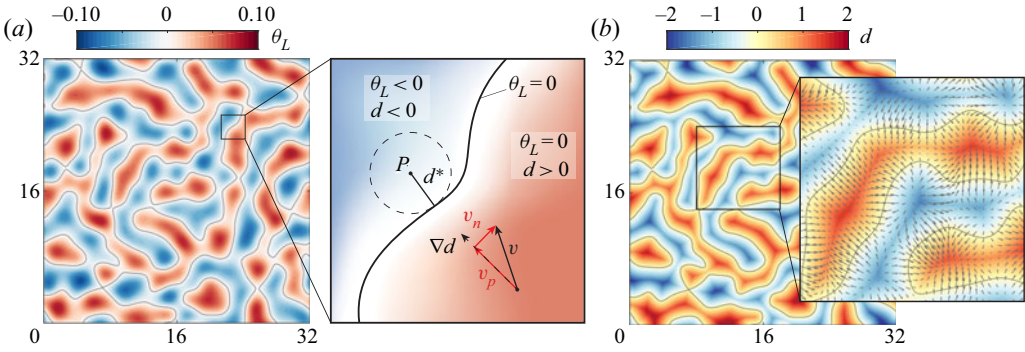 (a)
−0.10 0 0.10
θ_L
32
16
0 16 32
θ_L < 0
d < 0
θ_L = 0
θ_L = 0
d > 0
P
d*
∇d
v_n
v
v_p
(b)
−2 −1 0 1 2
d
32
16
0 16 32